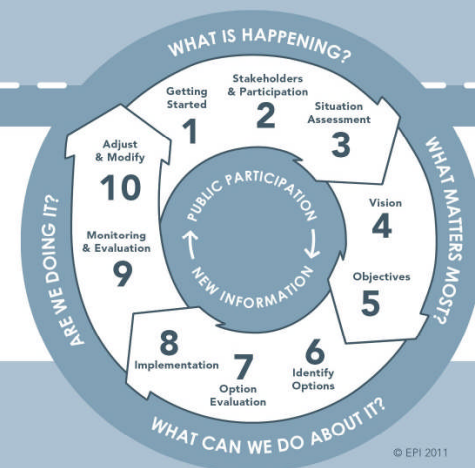 WHAT IS HAPPENING?
Getting
Started
1
Stakeholders
& Participation
2
Situation
Assessment
3
WHAT MATTERS MOST?
Vision
4
Objectives
5
WHAT CAN WE DO ABOUT IT?
6
Identify
Options
7
Option
Evaluation
8
Implementation
ARE WE DOING IT?
Monitoring
& Evaluation
9
Adjust
& Modify
10
PUBLIC PARTICIPATION
NEW INFORMATION
© EPI 2011